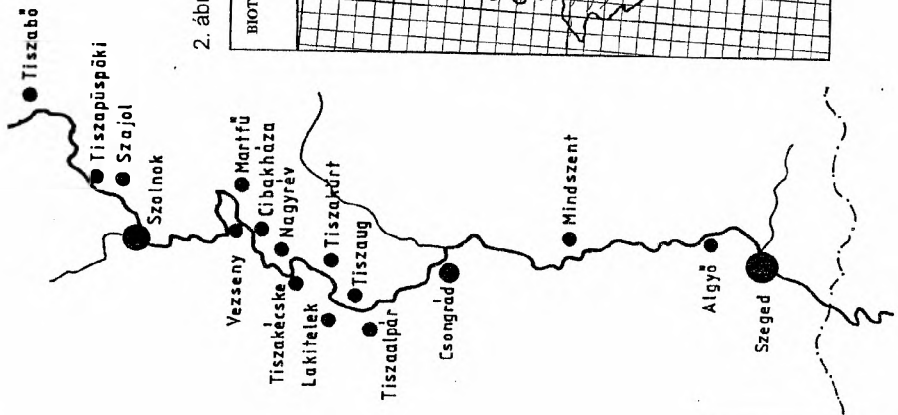 Tiszabő
Tiszapüspöki
Szajol
Szolnok
Martfű
Vezseny
Cibakháza
Nagyrév
Tiszakécske
Tiszakürt
Lakitelek
Tiszaug
Tiszaalpár
Csongrád
Mindszent
Algyő
Szeged
2. áb
BIOT